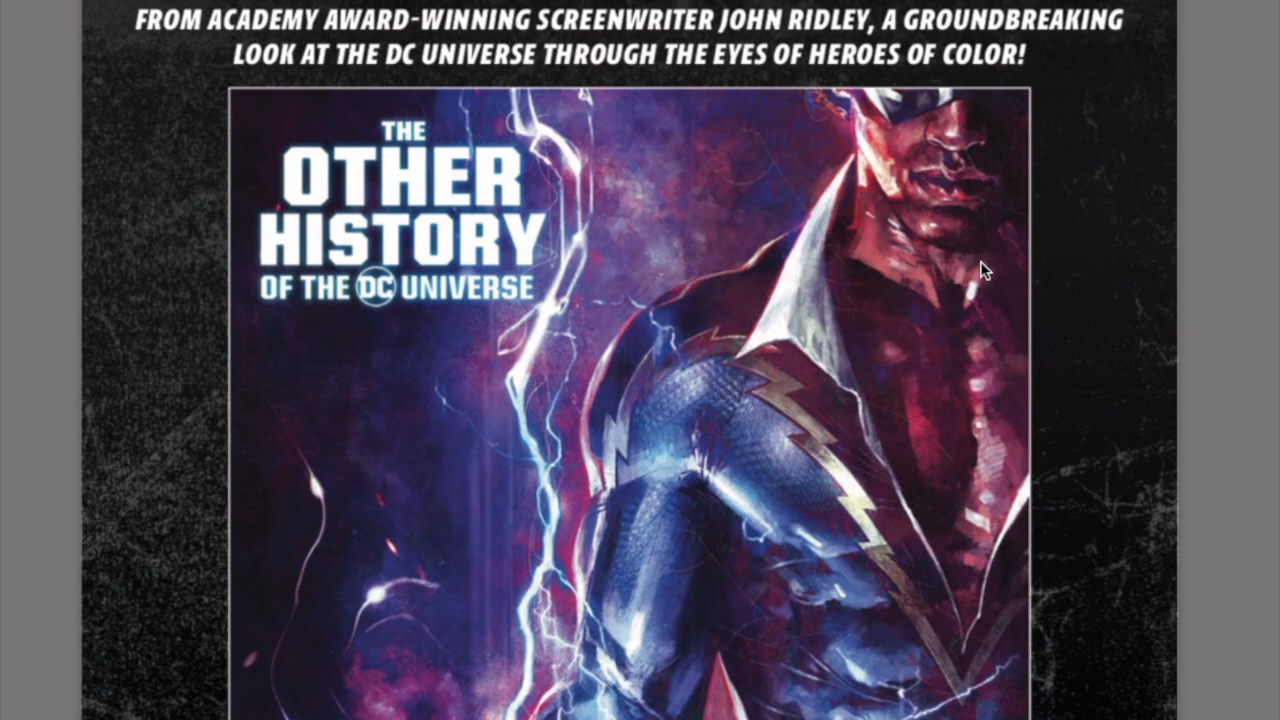 FROM ACADEMY AWARD-WINNING SCREENWRITER JOHN RIDLEY, A GROUNDBREAKING
LOOK AT THE DC UNIVERSE THROUGH THE EYES OF HEROES OF COLOR!
THE
OTHER
HISTORY
OF THE DC UNIVERSE